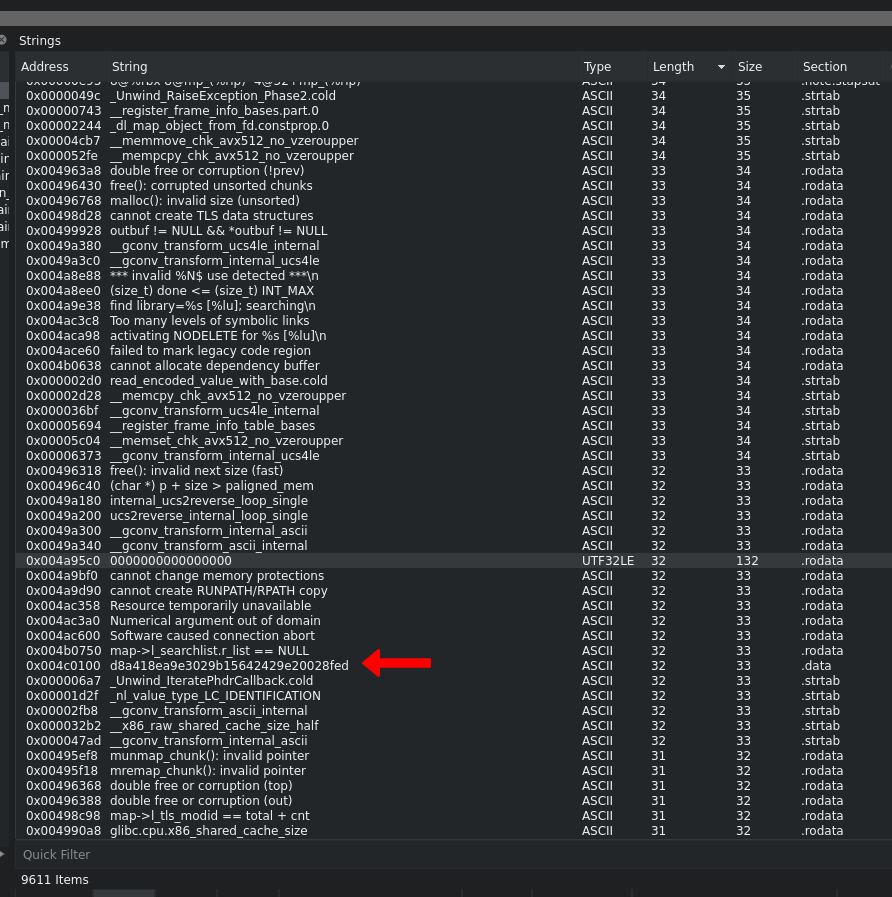 Strings
Address String Type Length Size Section
0x0000049c _Unwind_RaiseException_Phase2.cold ASCII 34 35 .strtab
0x00000743 __register_frame_info_bases.part.0 ASCII 34 35 .strtab
0x00002244 _dl_map_object_from_fd.constprop.0 ASCII 34 35 .strtab
0x00004cb7 __memmove_chk_avx512_no_vzeroupper ASCII 34 35 .strtab
0x000052fe __mempcpy_chk_avx512_no_vzeroupper ASCII 34 35 .strtab
0x004963a8 double free or corruption (!prev) ASCII 33 34 .rodata
0x00496430 free(): corrupted unsorted chunks ASCII 33 34 .rodata
0x00496768 malloc(): invalid size (unsorted) ASCII 33 34 .rodata
0x00498d28 cannot create TLS data structures ASCII 33 34 .rodata
0x00499928 outbuf != NULL && *outbuf != NULL ASCII 33 34 .rodata
0x0049a380 __gconv_transform_ucs4le_internal ASCII 33 34 .rodata
0x0049a3c0 __gconv_transform_internal_ucs4le ASCII 33 34 .rodata
0x004a8e88 *** invalid %N$ use detected ***\n ASCII 33 34 .rodata
0x004a8ee0 (size_t) done <= (size_t) INT_MAX ASCII 33 34 .rodata
0x004a9e38 find library=%s [%lu]; searching\n ASCII 33 34 .rodata
0x004ac3c8 Too many levels of symbolic links ASCII 33 34 .rodata
0x004aca98 activating NODELETE for %s [%lu]\n ASCII 33 34 .rodata
0x004ace60 failed to mark legacy code region ASCII 33 34 .rodata
0x004b0638 cannot allocate dependency buffer ASCII 33 34 .rodata
0x000002d0 read_encoded_value_with_base.cold ASCII 33 34 .strtab
0x00002d28 __memcpy_chk_avx512_no_vzeroupper ASCII 33 34 .strtab
0x000036bf __gconv_transform_ucs4le_internal ASCII 33 34 .strtab
0x00005694 __register_frame_info_table_bases ASCII 33 34 .strtab
0x00005c04 __memset_chk_avx512_no_vzeroupper ASCII 33 34 .strtab
0x00006373 __gconv_transform_internal_ucs4le ASCII 33 34 .strtab
0x00496318 free(): invalid next size (fast) ASCII 32 33 .rodata
0x00496c40 (char *) p + size > paligned_mem ASCII 32 33 .rodata
0x0049a180 internal_ucs2reverse_loop_single ASCII 32 33 .rodata
0x0049a200 ucs2reverse_internal_loop_single ASCII 32 33 .rodata
0x0049a300 __gconv_transform_internal_ascii ASCII 32 33 .rodata
0x0049a340 __gconv_transform_ascii_internal ASCII 32 33 .rodata
0x004a95c0 0000000000000000 UTF32LE 32 132 .rodata
0x004a9bf0 cannot change memory protections ASCII 32 33 .rodata
0x004a9d90 cannot create RUNPATH/RPATH copy ASCII 32 33 .rodata
0x004ac358 Resource temporarily unavailable ASCII 32 33 .rodata
0x004ac3a0 Numerical argument out of domain ASCII 32 33 .rodata
0x004ac600 Software caused connection abort ASCII 32 33 .rodata
0x004b0750 map->l_searchlist.r_list == NULL ASCII 32 33 .rodata
0x004c0100 d8a418ea9e3029b15642429e20028fed ASCII 32 33 .data
0x000006a7 _Unwind_IteratePhdrCallback.cold ASCII 32 33 .strtab
0x00001d2f _nl_value_type_LC_IDENTIFICATION ASCII 32 33 .strtab
0x00002fb8 __gconv_transform_ascii_internal ASCII 32 33 .strtab
0x000032b2 __x86_raw_shared_cache_size_half ASCII 32 33 .strtab
0x000047ad __gconv_transform_internal_ascii ASCII 32 33 .strtab
0x00495ef8 munmap_chunk(): invalid pointer ASCII 31 32 .rodata
0x00495f18 mremap_chunk(): invalid pointer ASCII 31 32 .rodata
0x00496368 double free or corruption (top) ASCII 31 32 .rodata
0x00496388 double free or corruption (out) ASCII 31 32 .rodata
0x00498c98 map->l_tls_modid == total + cnt ASCII 31 32 .rodata
0x004990a8 glibc.cpu.x86_shared_cache_size ASCII 31 32 .rodata
Quick Filter
9611 Items